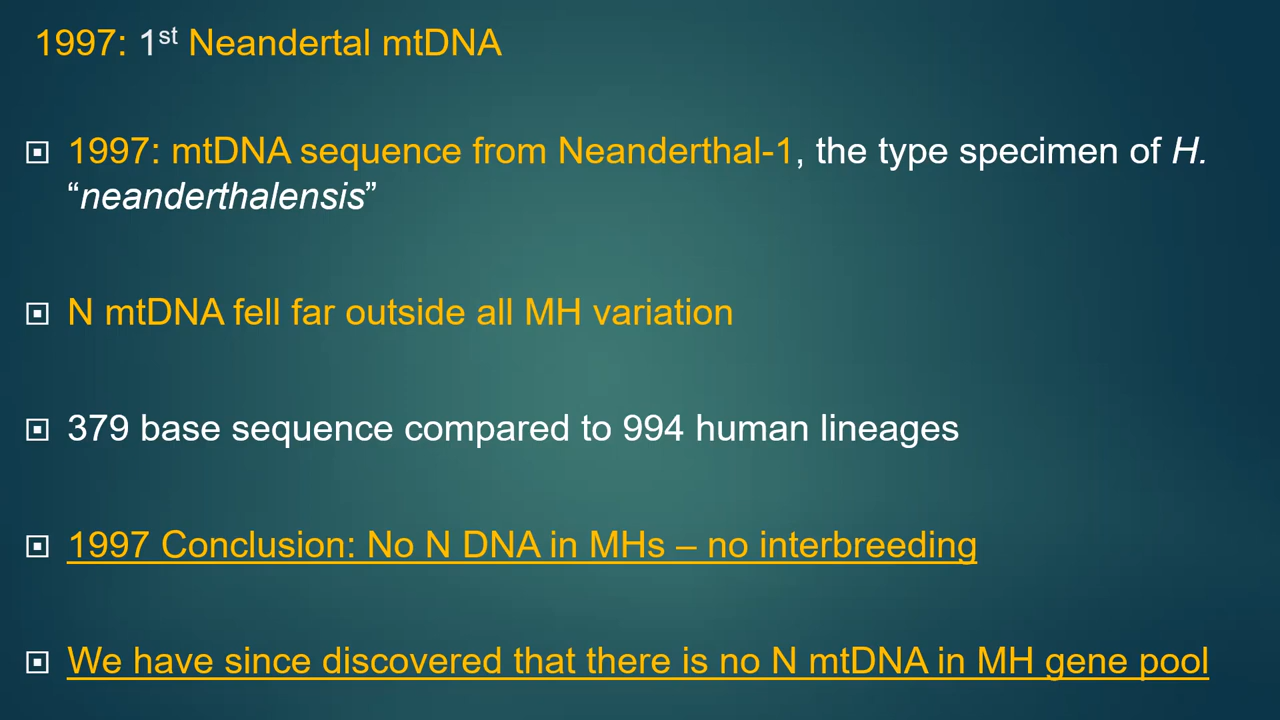 1997: 1st Neandertal mtDNA
1997: mtDNA sequence from Neanderthal-1, the type specimen of H.
“neanderthalensis”
N mtDNA fell far outside all MH variation
379 base sequence compared to 994 human lineages
1997 Conclusion: No N DNA in MHs – no interbreeding
We have since discovered that there is no N mtDNA in MH gene pool